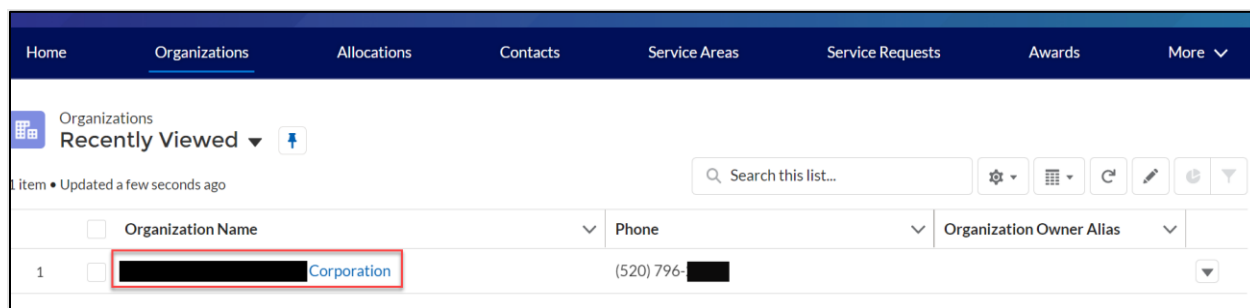 Home Organizations Allocations Contacts Service Areas Service Requests Awards More
Organizations
Recently Viewed
1 item • Updated a few seconds ago
Search this list...
Organization Name Phone Organization Owner Alias
1 Corporation (520) 796-